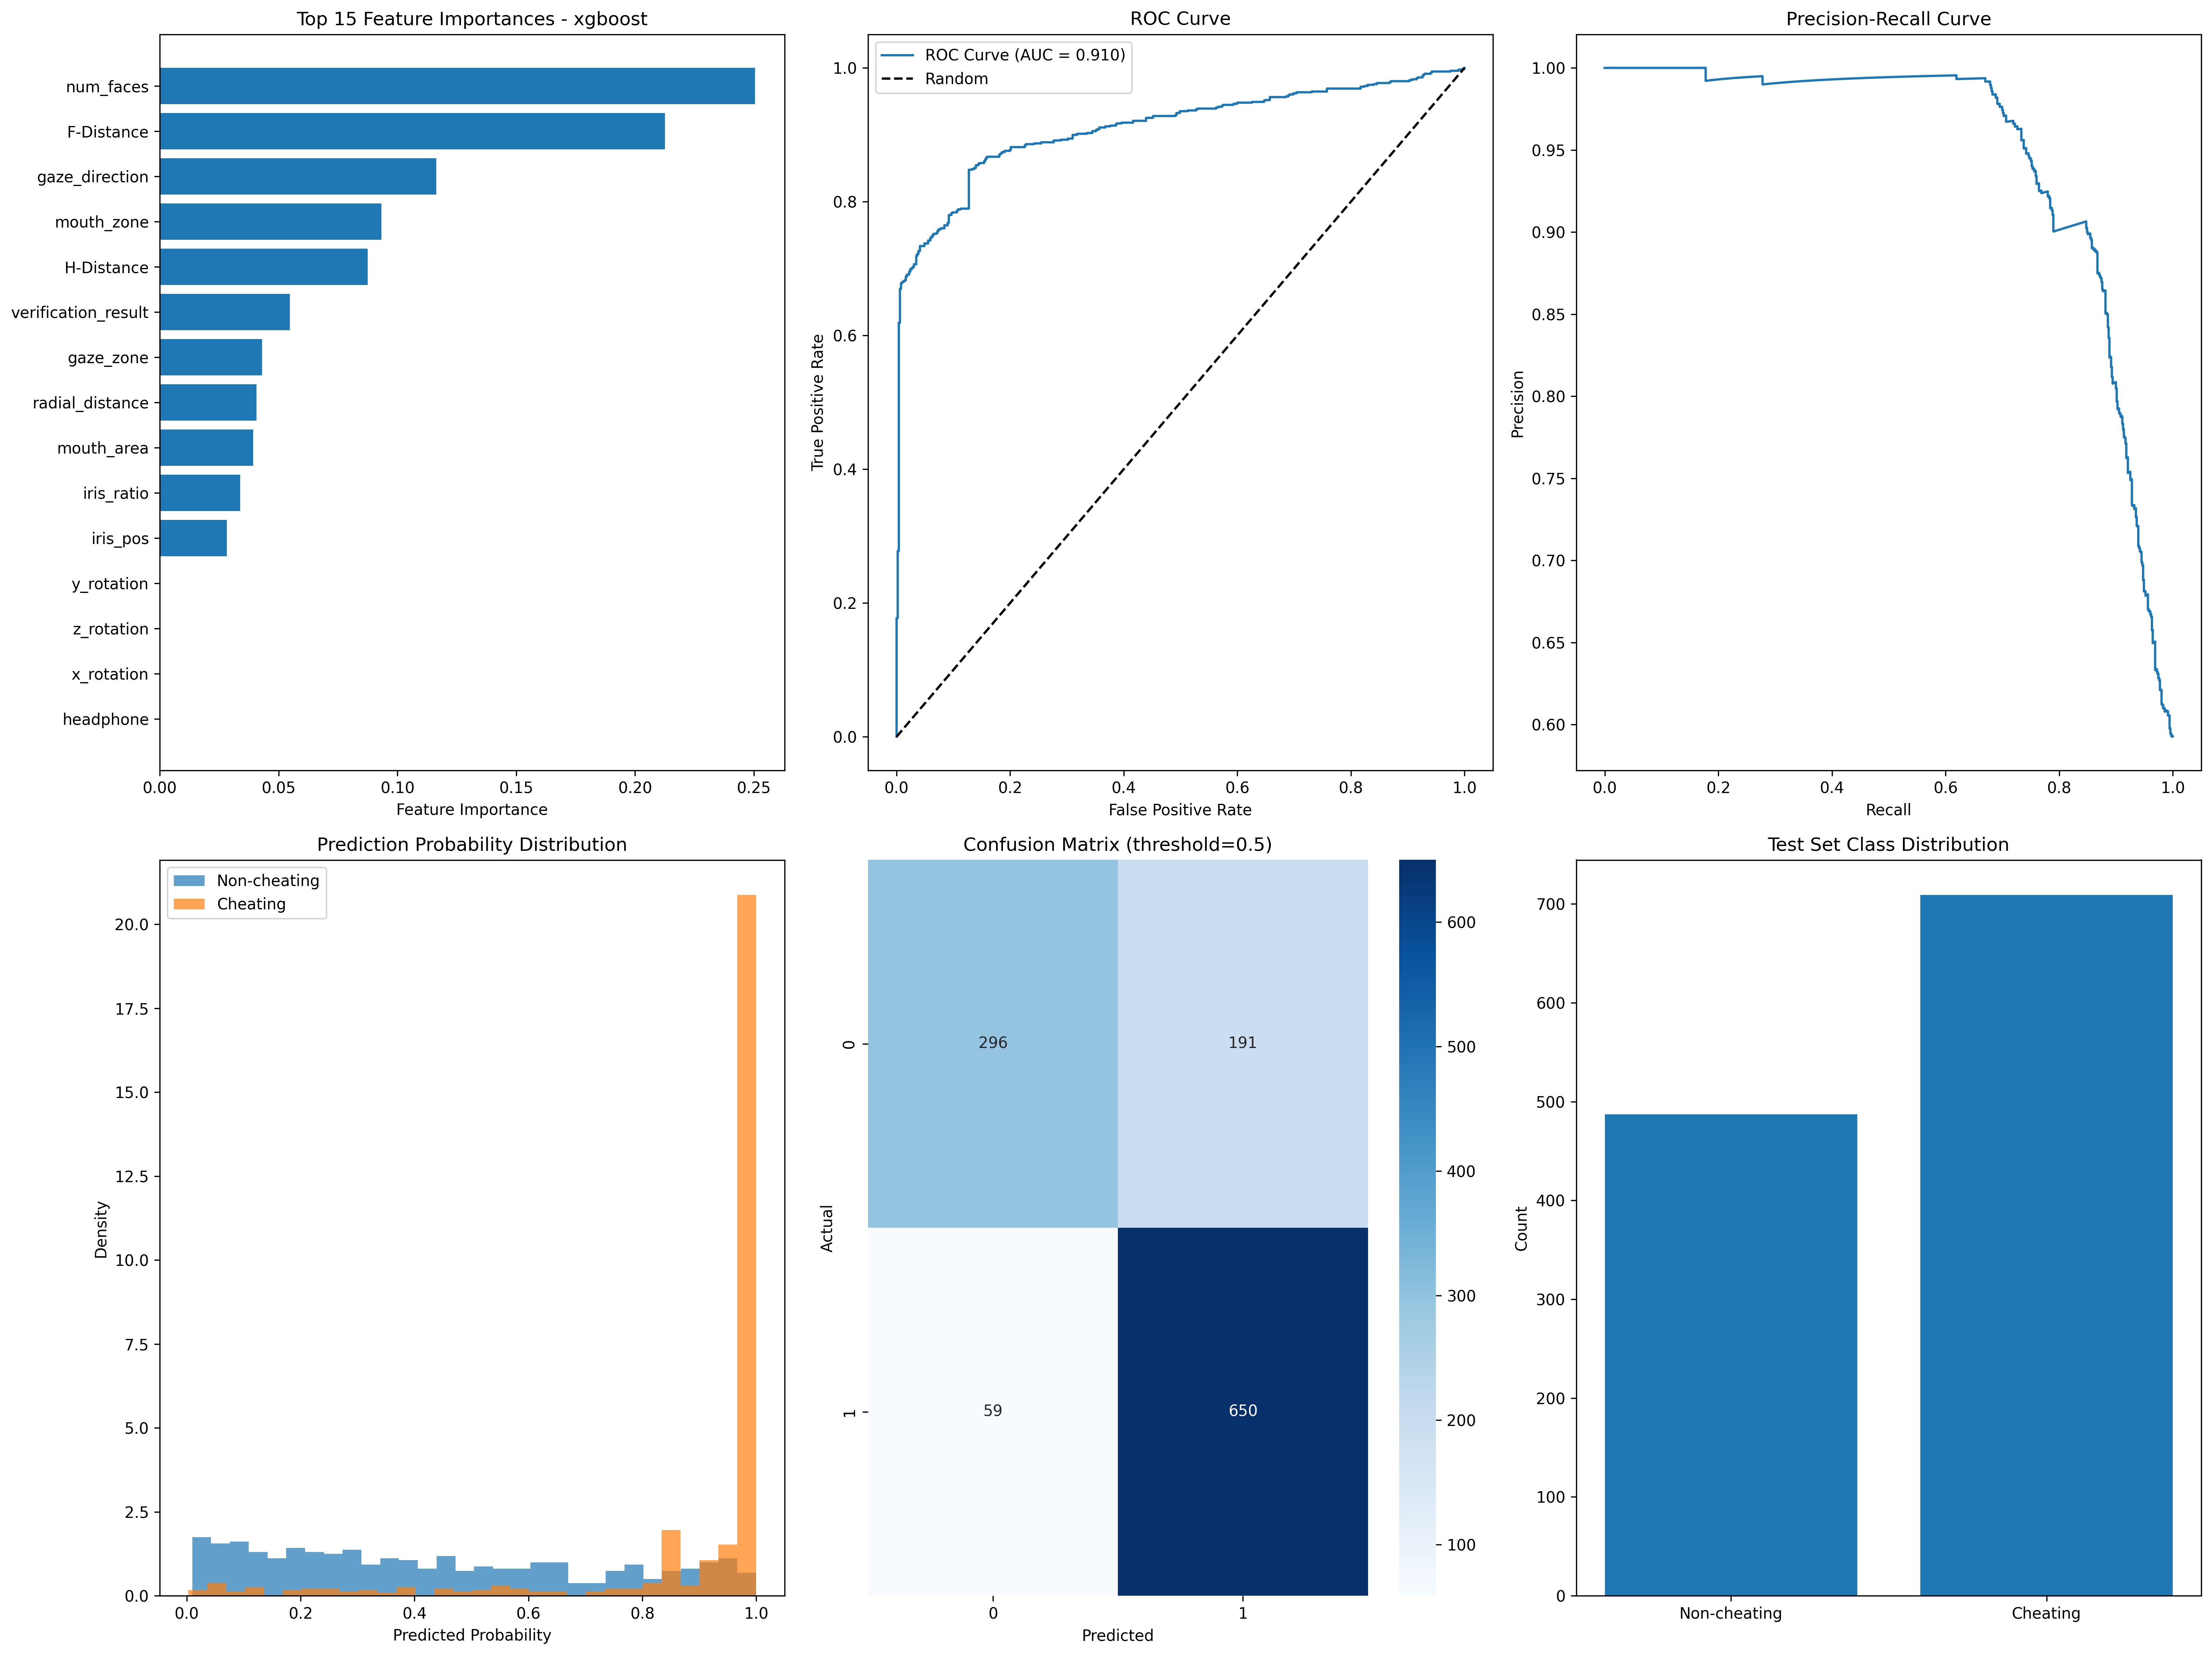 Top 15 Feature Importances - xgboost
num_faces
F-Distance
gaze_direction
mouth_zone
H-Distance
verification_result
gaze_zone
radial_distance
mouth_area
iris_ratio
iris_pos
y_rotation
z_rotation
x_rotation
headphone
0.00 0.05 0.10 0.15 0.20 0.25
Feature Importance
ROC Curve
ROC Curve (AUC = 0.910)
Random
True Positive Rate
1.0
0.8
0.6
0.4
0.2
0.0
0.0 0.2 0.4 0.6 0.8 1.0
False Positive Rate
Precision-Recall Curve
Precision
1.00
0.95
0.90
0.85
0.80
0.75
0.70
0.65
0.60
0.0 0.2 0.4 0.6 0.8 1.0
Recall
Prediction Probability Distribution
Non-cheating
Cheating
Density
20.0
17.5
15.0
12.5
10.0
7.5
5.0
2.5
0.0
0.0 0.2 0.4 0.6 0.8 1.0
Predicted Probability
Confusion Matrix (threshold=0.5)
Actual
0
296 191
1
59 650
0 1
Predicted
600
500
400
300
200
100
Test Set Class Distribution
Count
700
600
500
400
300
200
100
0
Non-cheating Cheating